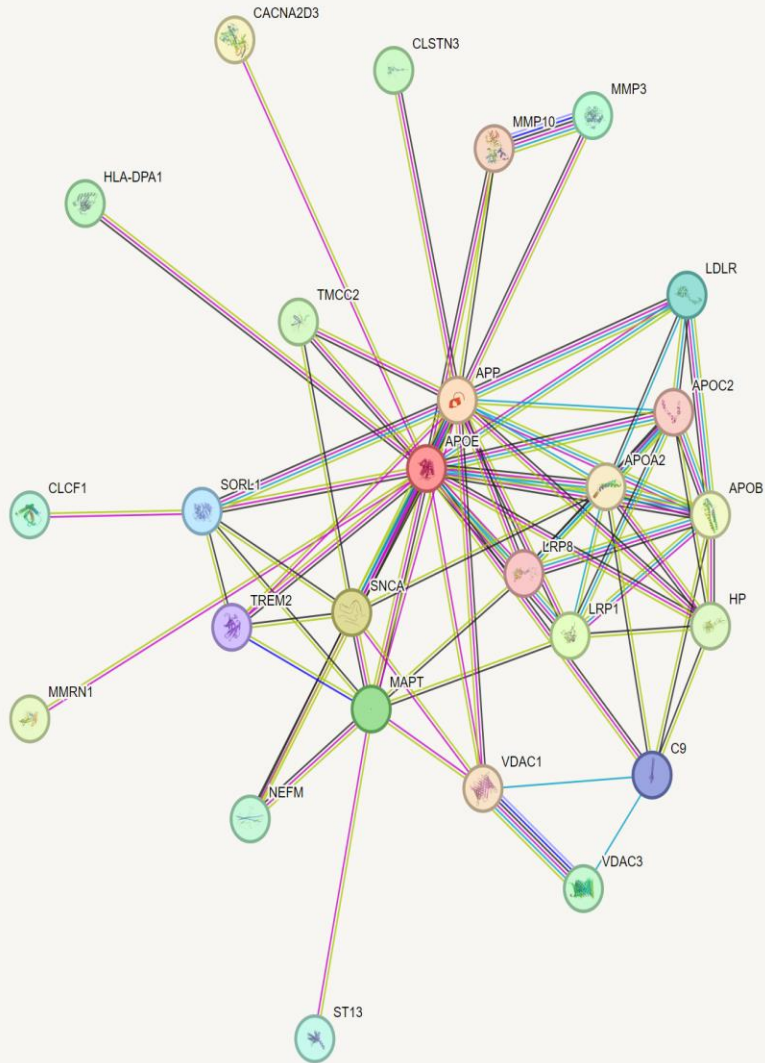 CACNA2D3
CLSTN3
MMP3
MMP10
HLA-DPA1
LDLR
TMCC2
APP
APOC2
APOE
APOA2
SORL1
APOB
CLCF1
LRP8
SNCA
HP
TREM2
LRP1
MAPT
MMRN1
C9
VDAC1
NEFM
VDAC3
ST13